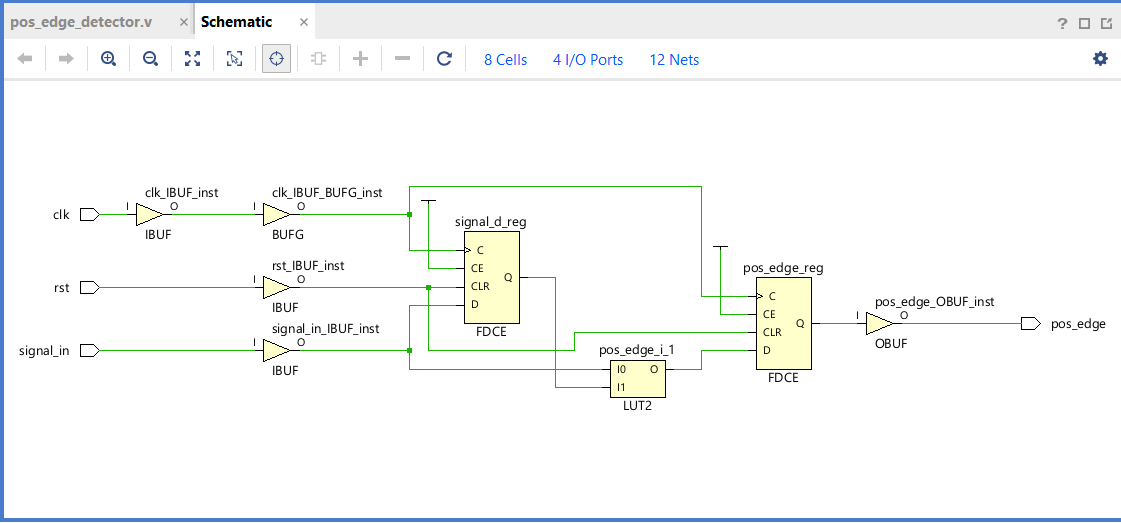 pos_edge_detector.v × Schematic × ?
8 Cells 4 I/O Ports 12 Nets
clk
I clk_IBUF_inst O
IBUF
I clk_IBUF_BUFG_inst O
BUFG
rst
I rst_IBUF_inst O
IBUF
signal_in
I signal_in_IBUF_inst O
IBUF
signal_d_reg
C
CE
CLR
D
Q
FDCE
pos_edge_i_1
I0 O
I1
LUT2
pos_edge_reg
C
CE
CLR
D
Q
FDCE
I pos_edge_OBUF_inst O
OBUF
pos_edge